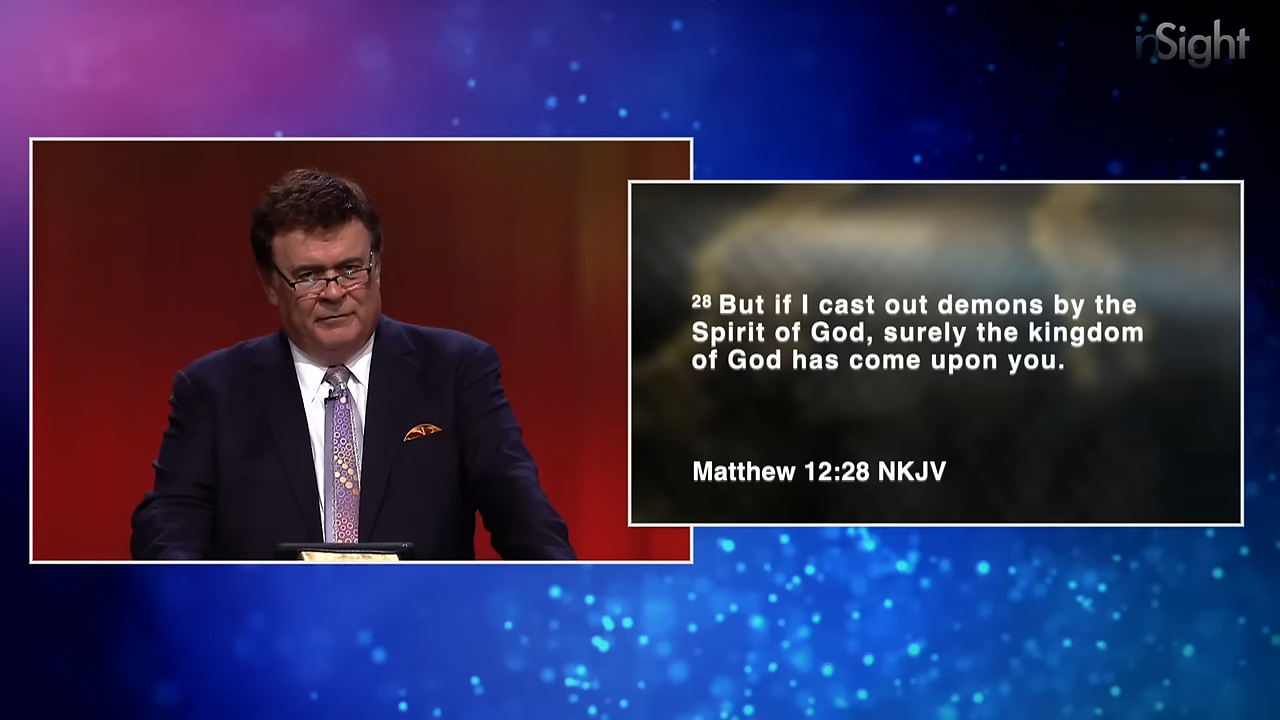 inSight
28 But if I cast out demons by the
Spirit of God, surely the kingdom
of God has come upon you.
Matthew 12:28 NKJV